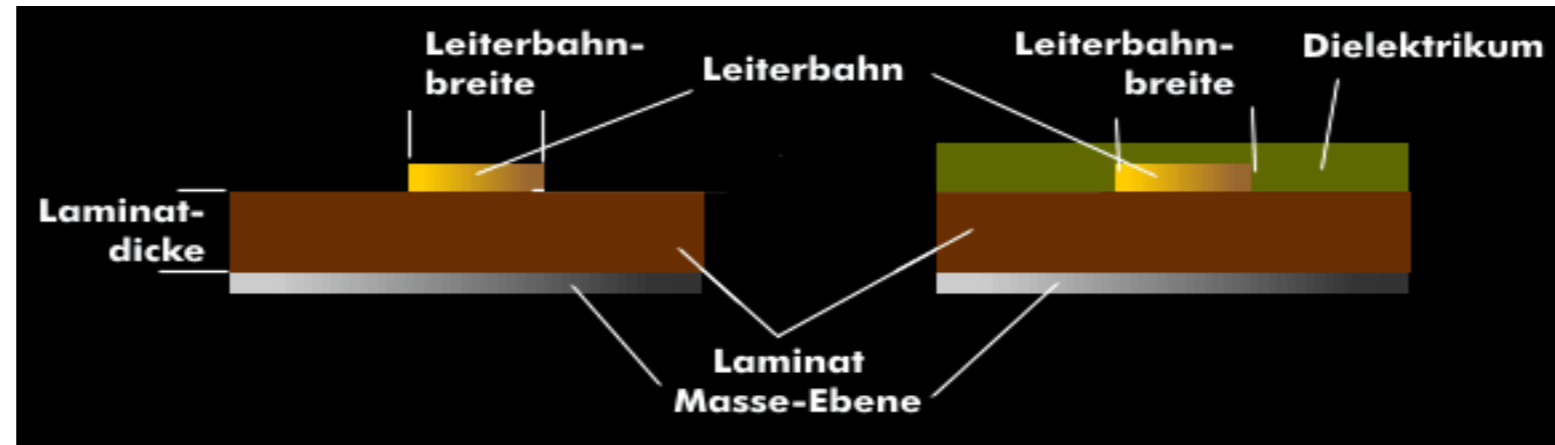 Leiterbahn-
breite
Leiterbahn
Leiterbahn-
breite
Dielektrikum
Laminat-
dicke
Laminat
Masse-Ebene